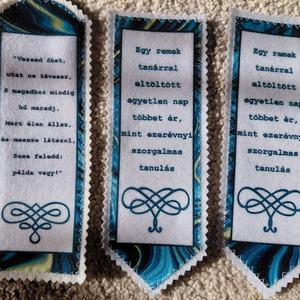 "Vezesd őket,
utat ne tévessz,
S magadhoz mindig
hű maradj.
Mert élen állsz,
és messze látszol,
Sose feledd:
példa vagy!"
Egy remek
tanárral
eltöltött
egyetlen nap
többet ér,
mint ezerévnyi
szorgalmas
tanulás
Egy remek
tanárral
eltöltött
egyetlen nap
többet ér,
mint ezerévnyi
szorgalmas
tanulás